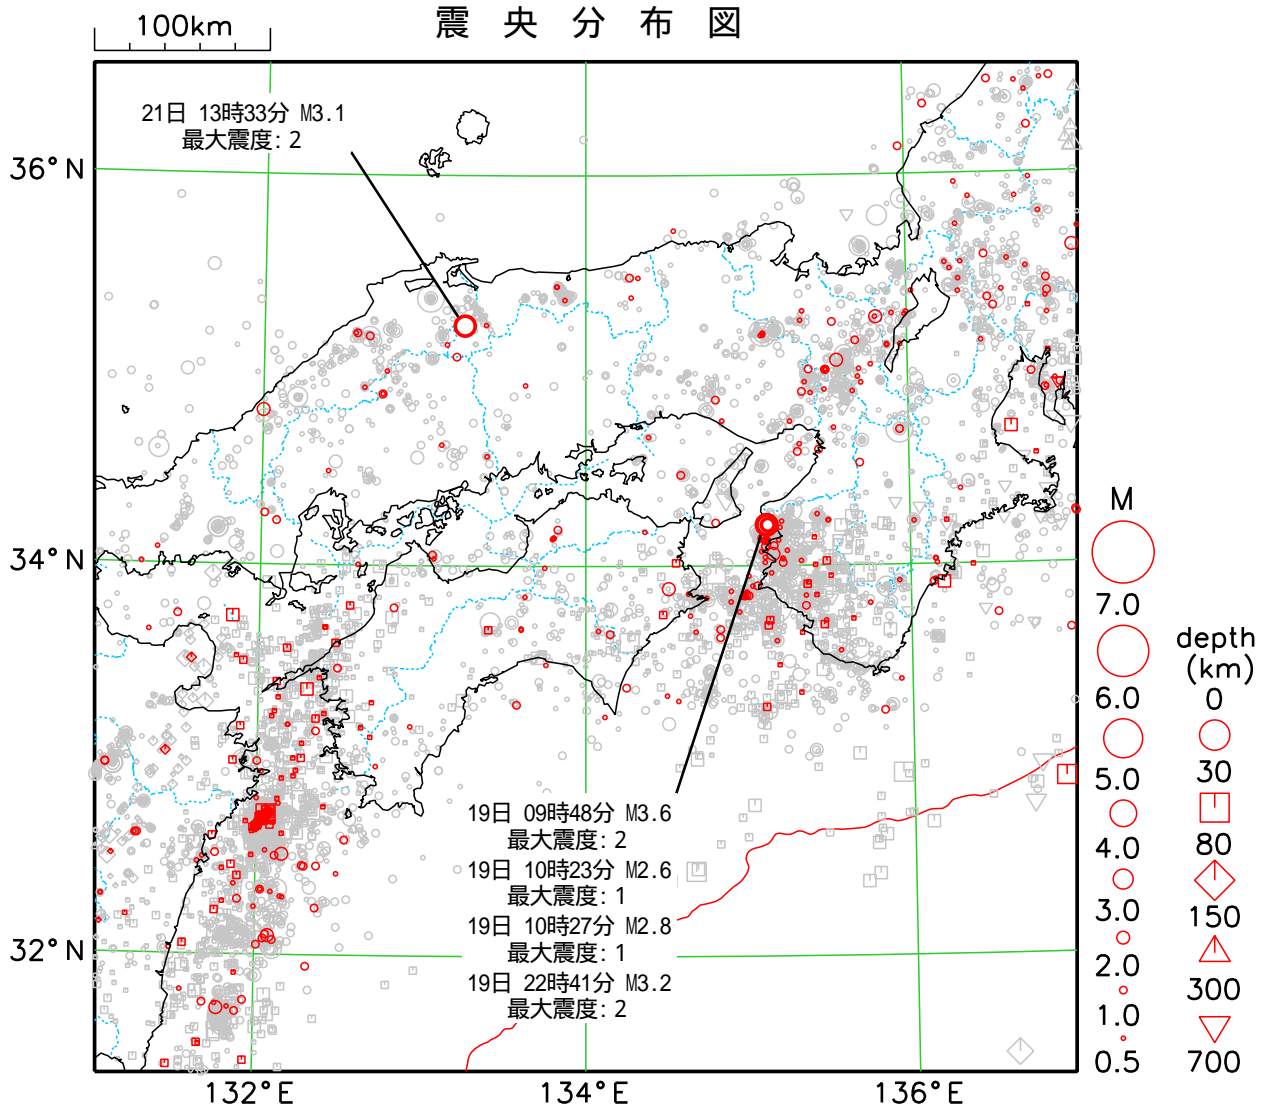 震央分布図
100km
21日 13時33分 M3.1
最大震度: 2
36°N
34°N
32°N
19日 09時48分 M3.6
最大震度: 2
19日 10時23分 M2.6
最大震度: 1
19日 10時27分 M2.8
最大震度: 1
19日 22時41分 M3.2
最大震度: 2
132°E
134°E
136°E
M
7.0
6.0
5.0
4.0
3.0
2.0
1.0
0.5
depth
(km)
0
30
80
150
300
700